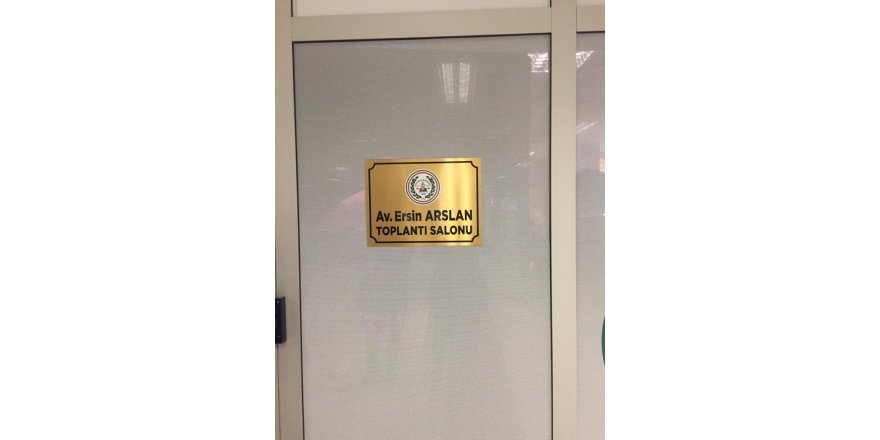 Av. Ersin ARSLAN
TOPLANTI SALONU